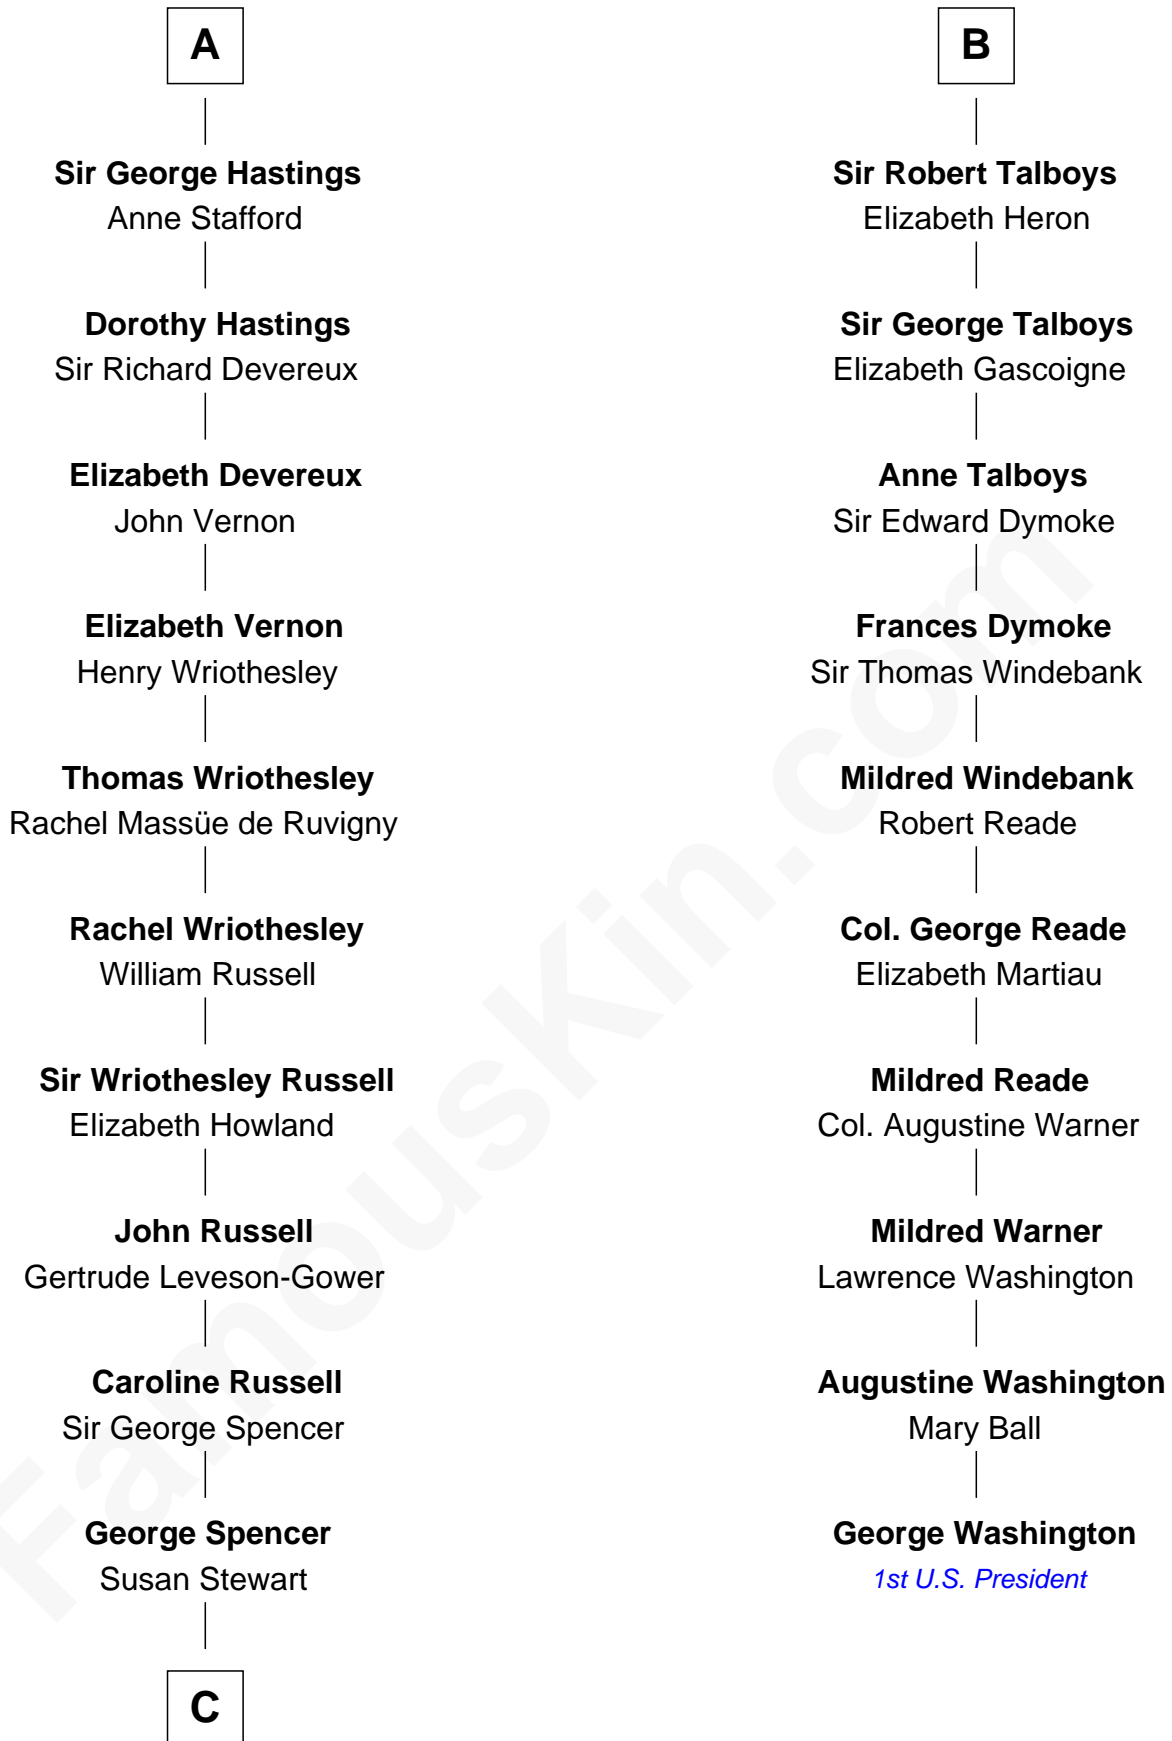 A
Sir George Hastings
Anne Stafford
Dorothy Hastings
Sir Richard Devereux
Elizabeth Devereux
John Vernon
Elizabeth Vernon
Henry Wriothesley
Thomas Wriothesley
Rachel Massüe de Ruvigny
Rachel Wriothesley
William Russell
Sir Wriothesley Russell
Elizabeth Howland
John Russell
Gertrude Leveson-Gower
Caroline Russell
Sir George Spencer
George Spencer
Susan Stewart
C
B
Sir Robert Talboys
Elizabeth Heron
Sir George Talboys
Elizabeth Gascoigne
Anne Talboys
Sir Edward Dymoke
Frances Dymoke
Sir Thomas Windebank
Mildred Windebank
Robert Reade
Col. George Reade
Elizabeth Martiau
Mildred Reade
Col. Augustine Warner
Mildred Warner
Lawrence Washington
Augustine Washington
Mary Ball
George Washington
1st U.S. President
FamousKin.com